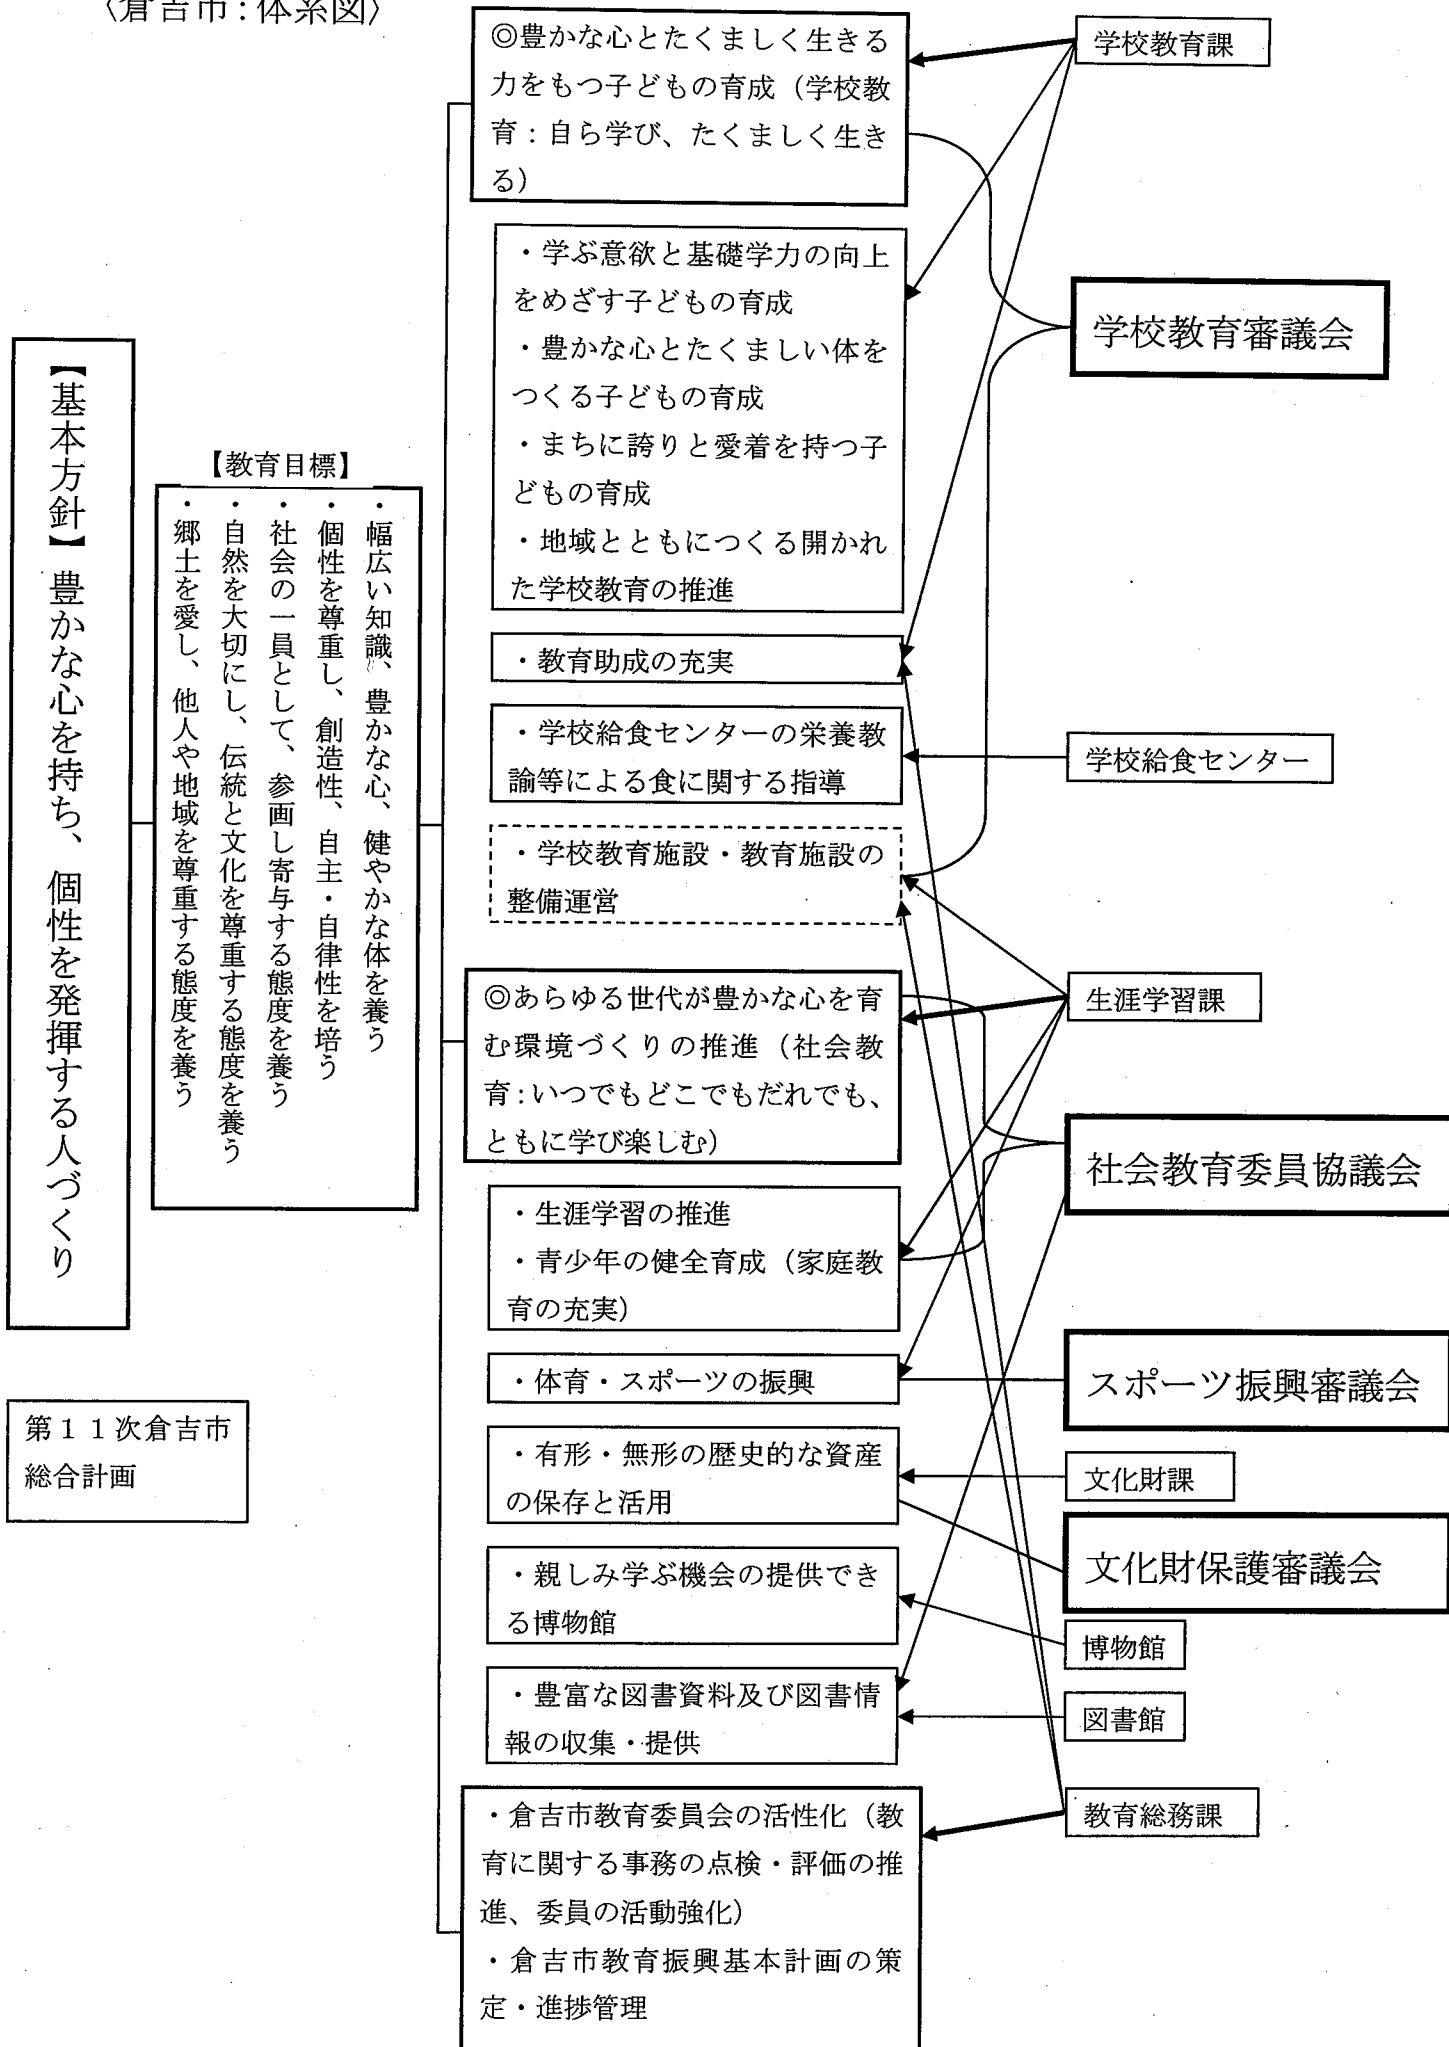 〈倉吉市：体系図〉
【基本方針】豊かな心を持ち、個性を発揮する人づくり
第１１次倉吉市
総合計画
【教育目標】
・幅広い知識、豊かな心、健やかな体を養う
・個性を尊重し、創造性、自主・自律性を培う
・社会の一員として、参画し寄与する態度を養う
・自然を大切にし、伝統と文化を尊重する態度を養う
・郷土を愛し、他人や地域を尊重する態度を養う
◎豊かな心とたくましく生きる
力をもつ子どもの育成（学校教
育：自ら学び、たくましく生き
る）
・学ぶ意欲と基礎学力の向上
をめざす子どもの育成
・豊かな心とたくましい体を
つくる子どもの育成
・まちに誇りと愛着を持つ子
どもの育成
・地域とともにつくる開かれ
た学校教育の推進
・教育助成の充実
・学校給食センターの栄養教
諭等による食に関する指導
・学校教育施設・教育施設の
整備運営
◎あらゆる世代が豊かな心を育
む環境づくりの推進（社会教
育：いつでもどこでもだれでも、
ともに学び楽しむ）
・生涯学習の推進
・青少年の健全育成（家庭教
育の充実）
・体育・スポーツの振興
・有形・無形の歴史的な資産
の保存と活用
・親しみ学ぶ機会の提供でき
る博物館
・豊富な図書資料及び図書情
報の収集・提供
・倉吉市教育委員会の活性化（教
育に関する事務の点検・評価の推
進、委員の活動強化）
・倉吉市教育振興基本計画の策
定・進捗管理
学校教育課
学校教育審議会
学校給食センター
生涯学習課
社会教育委員協議会
スポーツ振興審議会
文化財課
文化財保護審議会
博物館
図書館
教育総務課